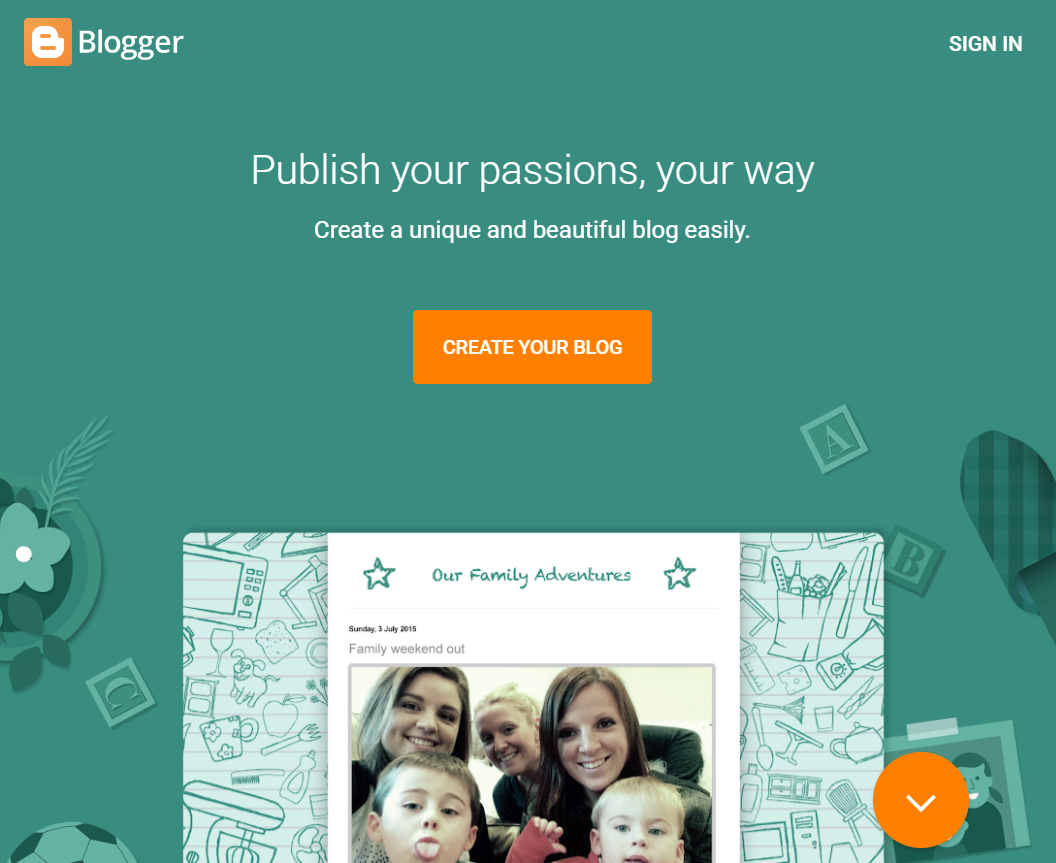 Blogger
SIGN IN
Publish your passions, your way
Create a unique and beautiful blog easily.
CREATE YOUR BLOG
A
B
Our Family Adventures
Sunday, 3 July 2015
Family weekend out
C